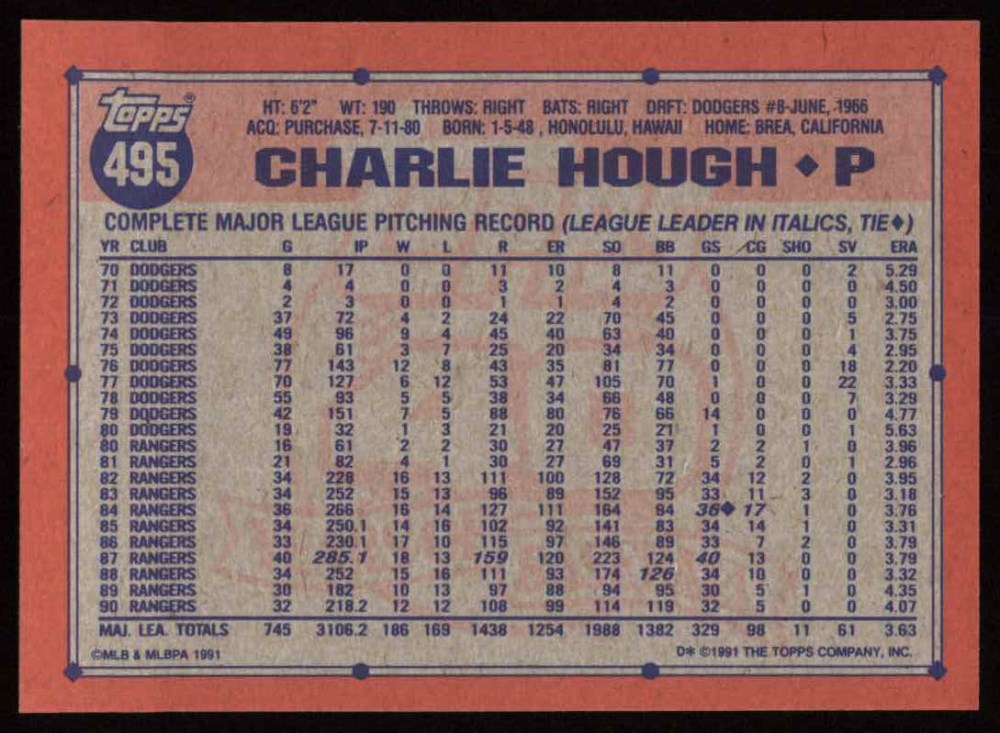 Topps®
495
HT: 6'2" WT: 190 THROWS: RIGHT BATS: RIGHT DRFT: DODGERS #8-JUNE, 1966
ACQ: PURCHASE, 7-11-80 BORN: 1-5-48, HONOLULU, HAWAII HOME: BREA, CALIFORNIA
CHARLIE HOUGH ◆ P
COMPLETE MAJOR LEAGUE PITCHING RECORD (LEAGUE LEADER IN ITALICS, TIE◆)
YR CLUB G IP W L R ER SO BB GS CG SHO SV ERA
70 DODGERS 8 17 0 0 11 10 8 11 0 0 0 2 5.29
71 DODGERS 4 4 0 0 3 2 4 3 0 0 0 0 4.50
72 DODGERS 2 3 0 0 1 1 4 2 0 0 0 0 3.00
73 DODGERS 37 72 4 2 24 22 70 45 0 0 0 5 2.75
74 DODGERS 49 96 9 4 45 40 63 40 0 0 0 1 3.75
75 DODGERS 38 61 3 7 25 20 34 34 0 0 0 4 2.95
76 DODGERS 77 143 12 8 43 35 81 77 0 0 0 18 2.20
77 DODGERS 70 127 6 12 53 47 105 70 1 0 0 22 3.33
78 DODGERS 55 93 5 5 38 34 66 48 0 0 0 7 3.29
79 DODGERS 42 151 7 5 88 80 76 66 14 0 0 0 4.77
80 DODGERS 19 32 1 3 21 20 25 21 1 0 0 1 5.63
80 RANGERS 16 61 2 2 30 27 47 37 2 2 1 0 3.96
81 RANGERS 21 82 4 1 30 27 69 31 5 2 0 1 2.96
82 RANGERS 34 228 16 13 111 100 128 72 34 12 2 0 3.95
83 RANGERS 34 252 15 13 96 89 152 95 33 11 3 0 3.18
84 RANGERS 36 266 16 14 127 111 164 94 36◆ 17 1 0 3.76
85 RANGERS 34 250.1 14 16 102 92 141 83 34 14 1 0 3.31
86 RANGERS 33 230.1 17 10 115 97 146 89 33 7 2 0 3.79
87 RANGERS 40 285.1 18 13 159 120 223 124 40 13 0 0 3.79
88 RANGERS 34 252 15 16 111 93 174 126 34 10 0 0 3.32
89 RANGERS 30 182 10 13 97 88 94 95 30 5 1 0 4.35
90 RANGERS 32 218.2 12 12 108 99 114 119 32 5 0 0 4.07
MAJ. LEA. TOTALS 745 3106.2 186 169 1438 1254 1988 1382 329 98 11 61 3.63
©MLB & MLBPA 1991
D* ©1991 THE TOPPS COMPANY, INC.